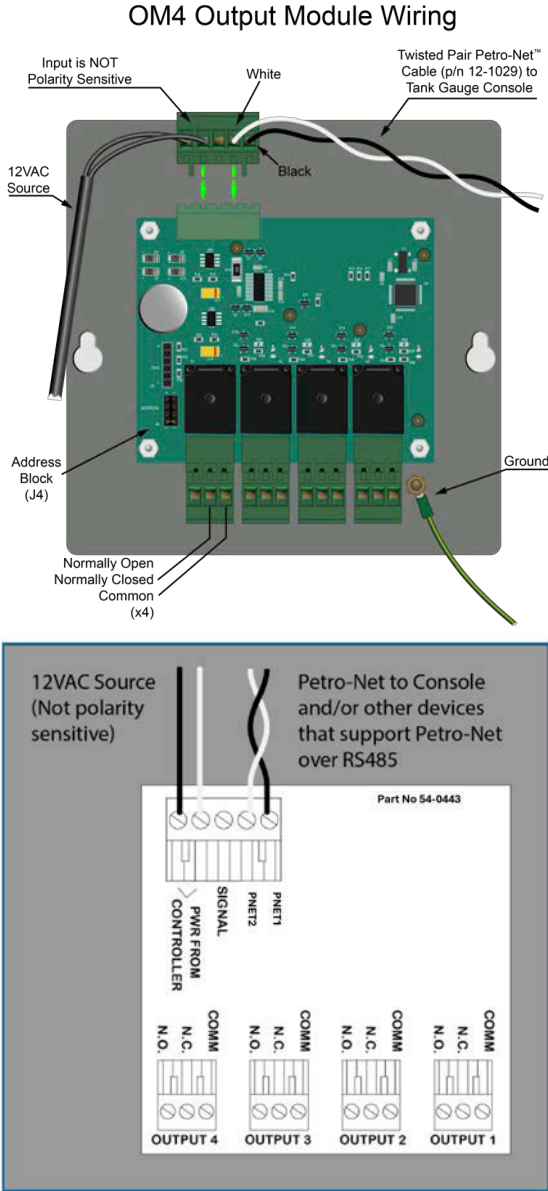 OM4 Output Module Wiring
Input is NOT
Polarity Sensitive
White
Twisted Pair Petro-Net™
Cable (p/n 12-1029) to
Tank Gauge Console
12VAC
Source
Black
Address
Block
(J4)
Ground
Normally Open
Normally Closed
Common
(x4)
12VAC Source
(Not polarity
sensitive)
Petro-Net to Console
and/or other devices
that support Petro-Net
over RS485
Part No 54-0443
PWR FROM
CONTROLLER
SIGNAL
PNET2
PNET1
N.O.
N.C.
COMM
N.O.
N.C.
COMM
N.O.
N.C.
COMM
N.O.
N.C.
COMM
OUTPUT 4
OUTPUT 3
OUTPUT 2
OUTPUT 1